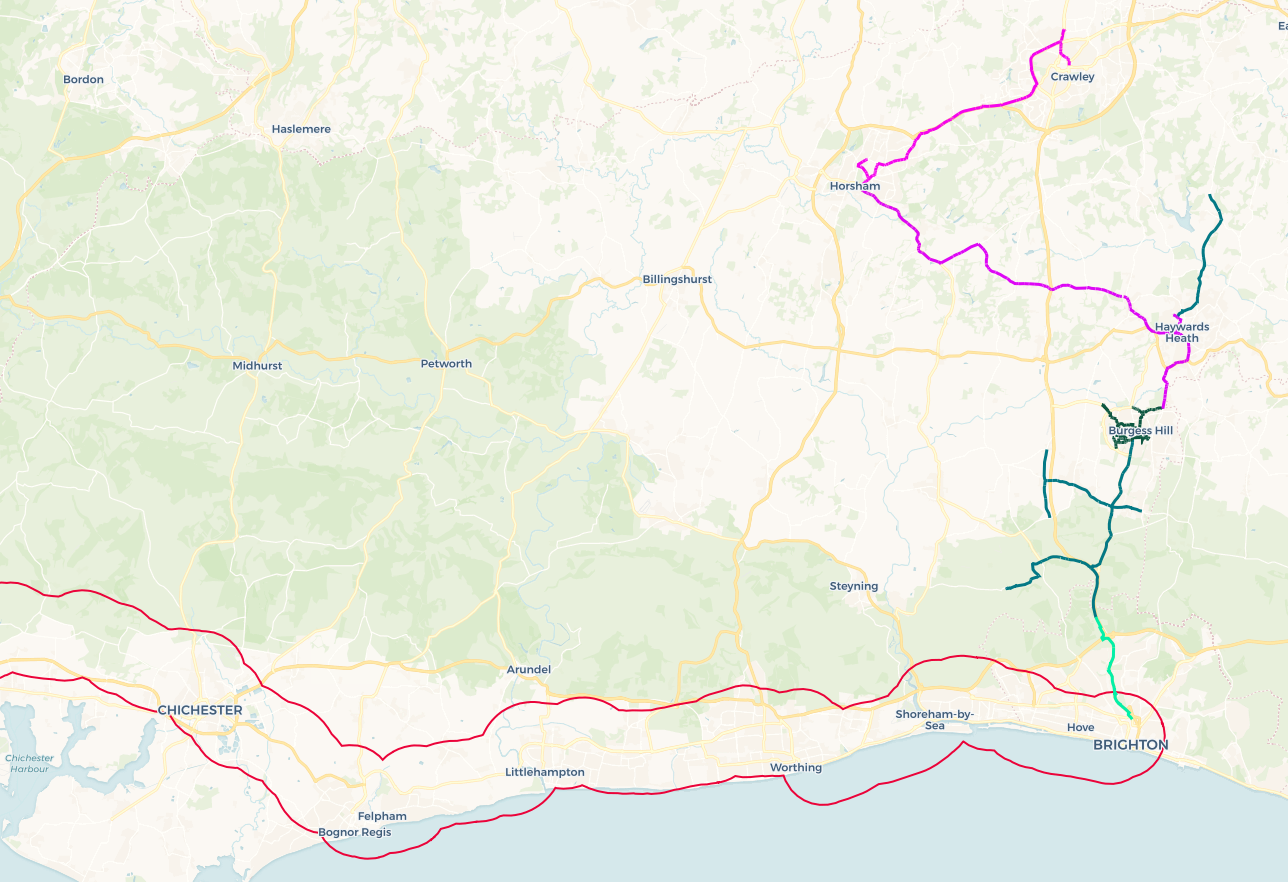 Ea
Bordon
Crawley
Haslemere
Horsham
Billingshurst
Haywards
Heath
Midhurst
Petworth
Burgess Hill
Steyning
Arundel
CHICHESTER
Shoreham-by-
Sea
Hove
BRIGHTON
Chichester
Harbour
Littlehampton
Worthing
Felpham
Bognor Regis